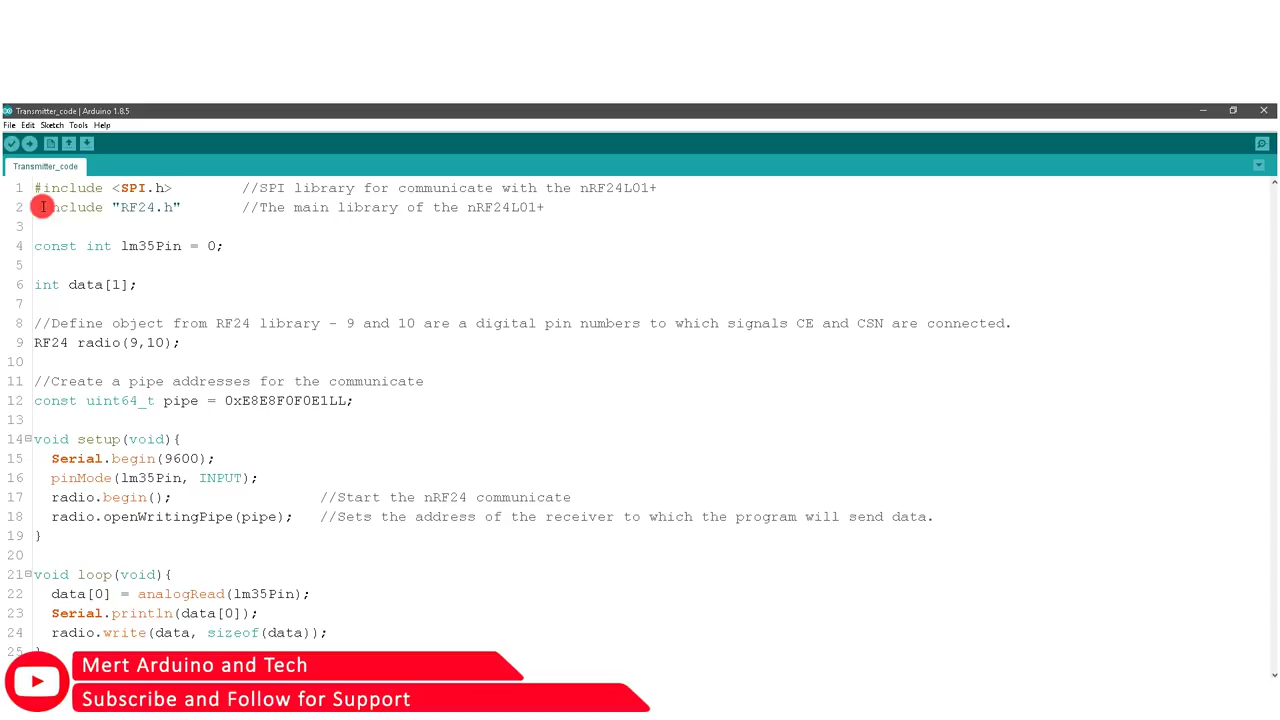 Transmitter_code | Arduino 1.8.5
File Edit Sketch Tools Help
Transmitter_code
1 #include <SPI.h> //SPI library for communicate with the nRF24L01+
2 include "RF24.h" //The main library of the nRF24L01+
3
4 const int lm35Pin = 0;
5
6 int data[1];
7
8 //Define object from RF24 library - 9 and 10 are a digital pin numbers to which signals CE and CSN are connected.
9 RF24 radio(9,10);
10
11 //Create a pipe addresses for the communicate
12 const uint64_t pipe = 0xE8E8F0F0E1LL;
13
14 void setup(void){
15 Serial.begin(9600);
16 pinMode(lm35Pin, INPUT);
17 radio.begin(); //Start the nRF24 communicate
18 radio.openWritingPipe(pipe); //Sets the address of the receiver to which the program will send data.
19 }
20
21 void loop(void){
22 data[0] = analogRead(lm35Pin);
23 Serial.println(data[0]);
24 radio.write(data, sizeof(data));
25
Mert Arduino and Tech
Subscribe and Follow for Support